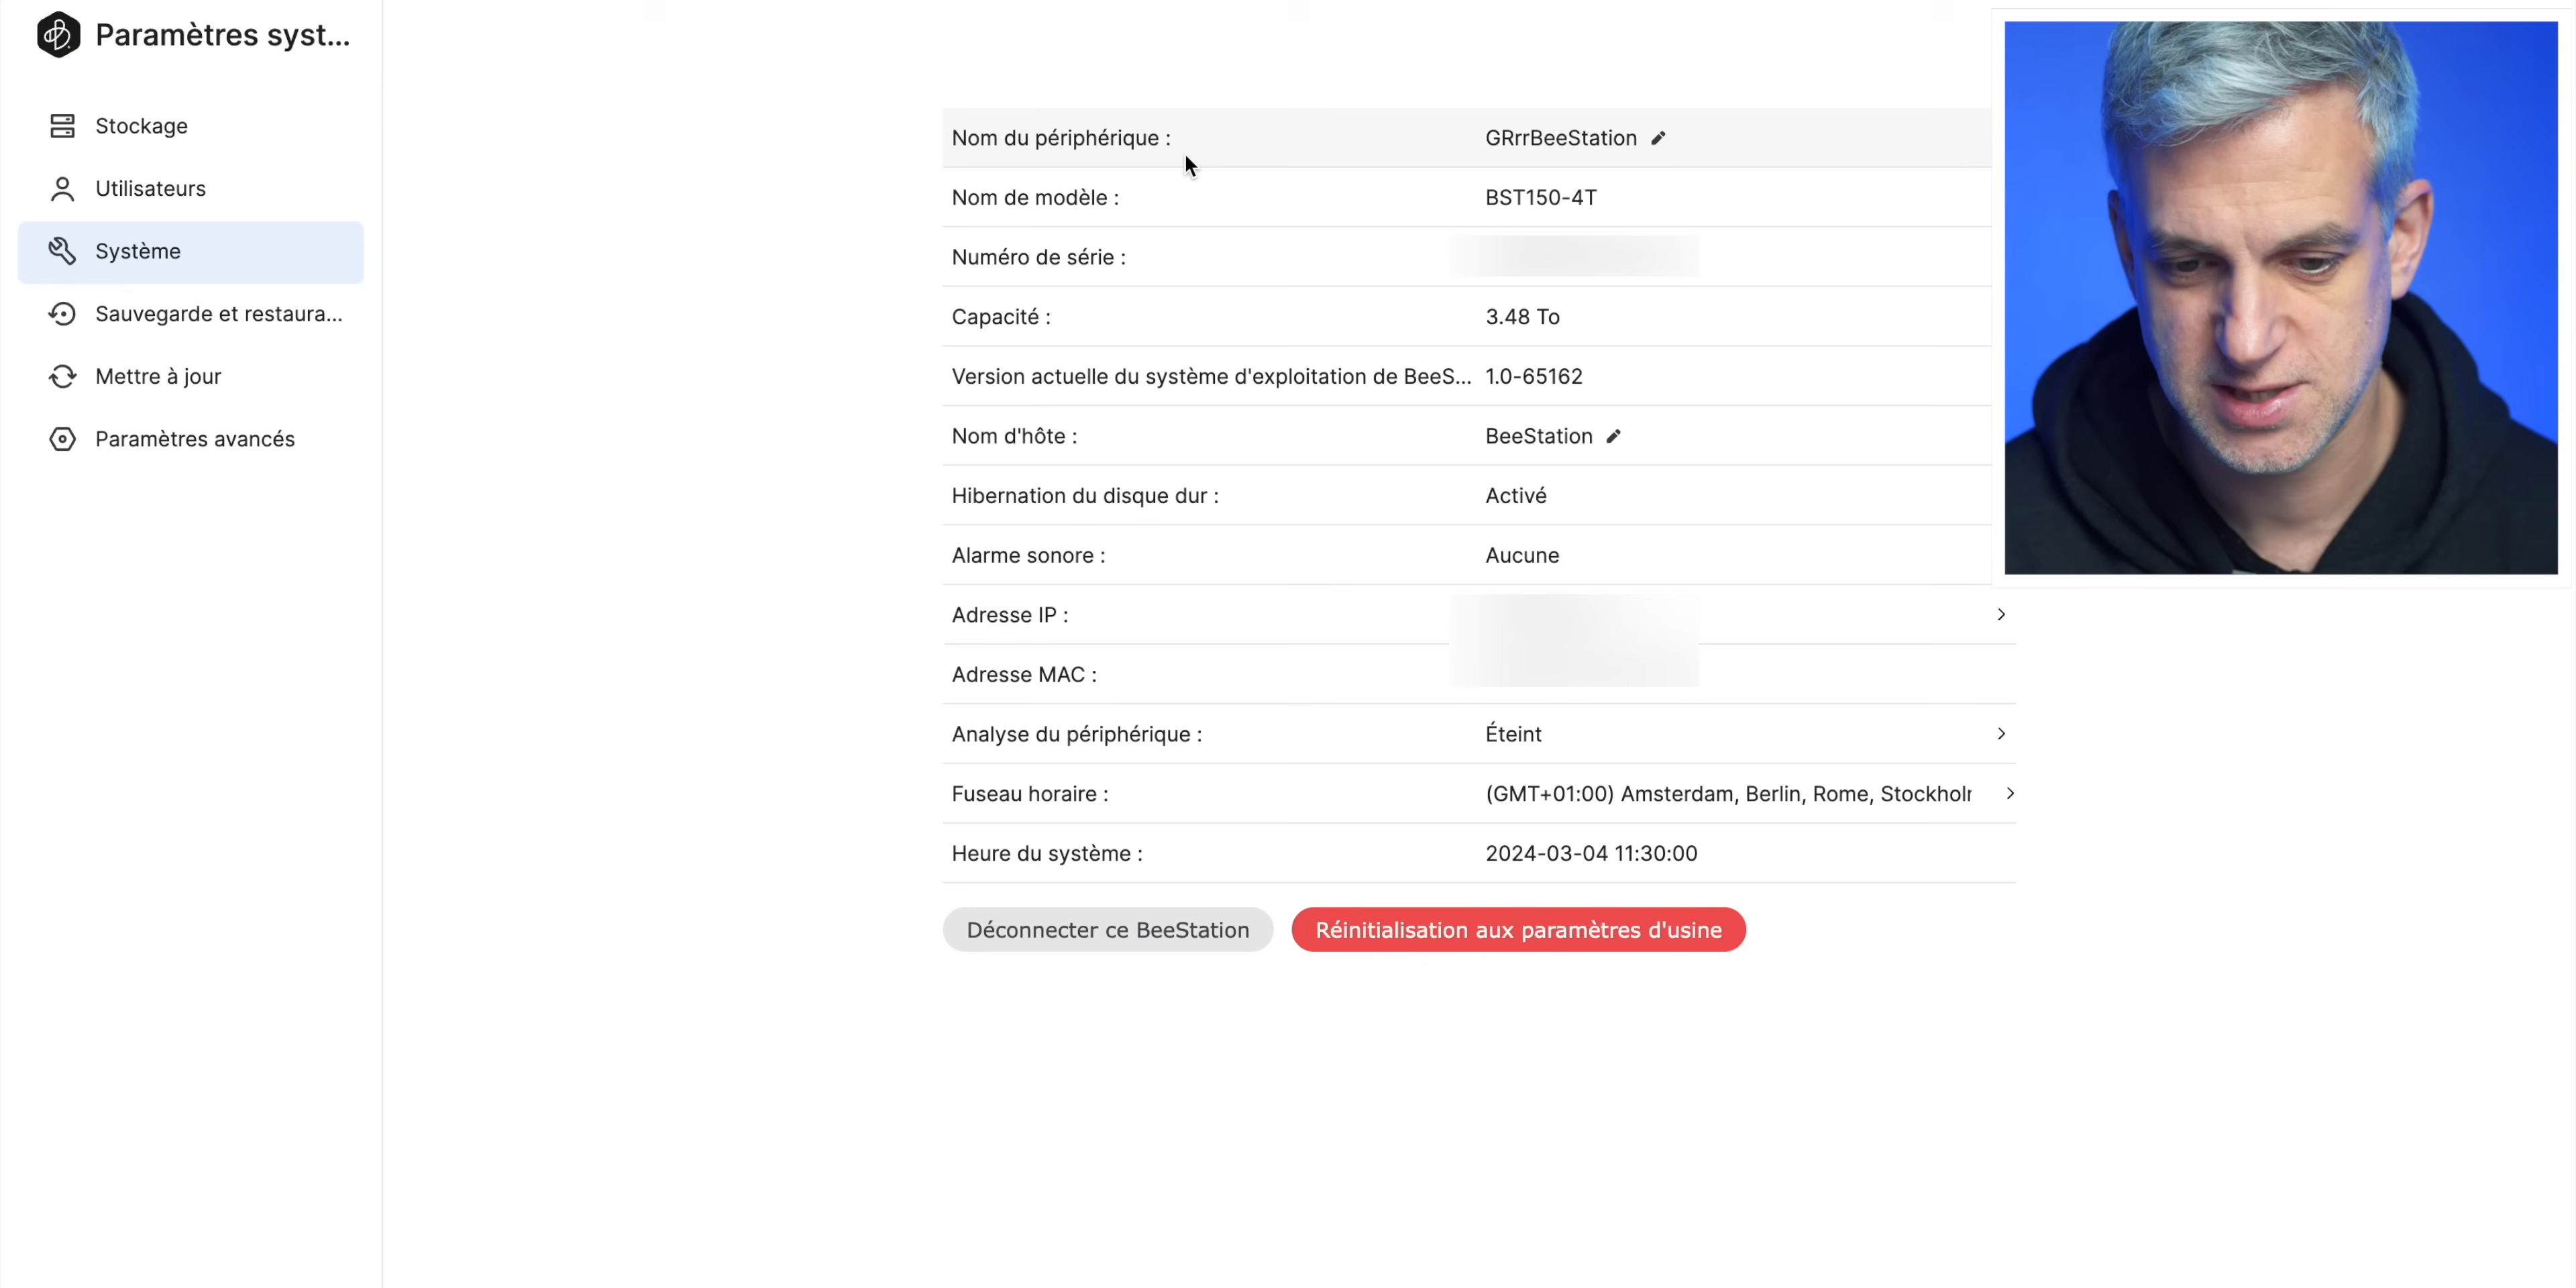 Paramètres syst...
Stockage
Utilisateurs
Système
Sauvegarde et restaura...
Mettre à jour
Paramètres avancés
Nom du périphérique : GRrrBeeStation
Nom de modèle : BST150-4T
Numéro de série :
Capacité : 3.48 To
Version actuelle du système d'exploitation de BeeS... 1.0-65162
Nom d'hôte : BeeStation
Hibernation du disque dur : Activé
Alarme sonore : Aucune
Adresse IP :
Adresse MAC :
Analyse du périphérique : Éteint
Fuseau horaire : (GMT+01:00) Amsterdam, Berlin, Rome, Stockhol
Heure du système : 2024-03-04 11:30:00
Déconnecter ce BeeStation Réinitialisation aux paramètres d'usine